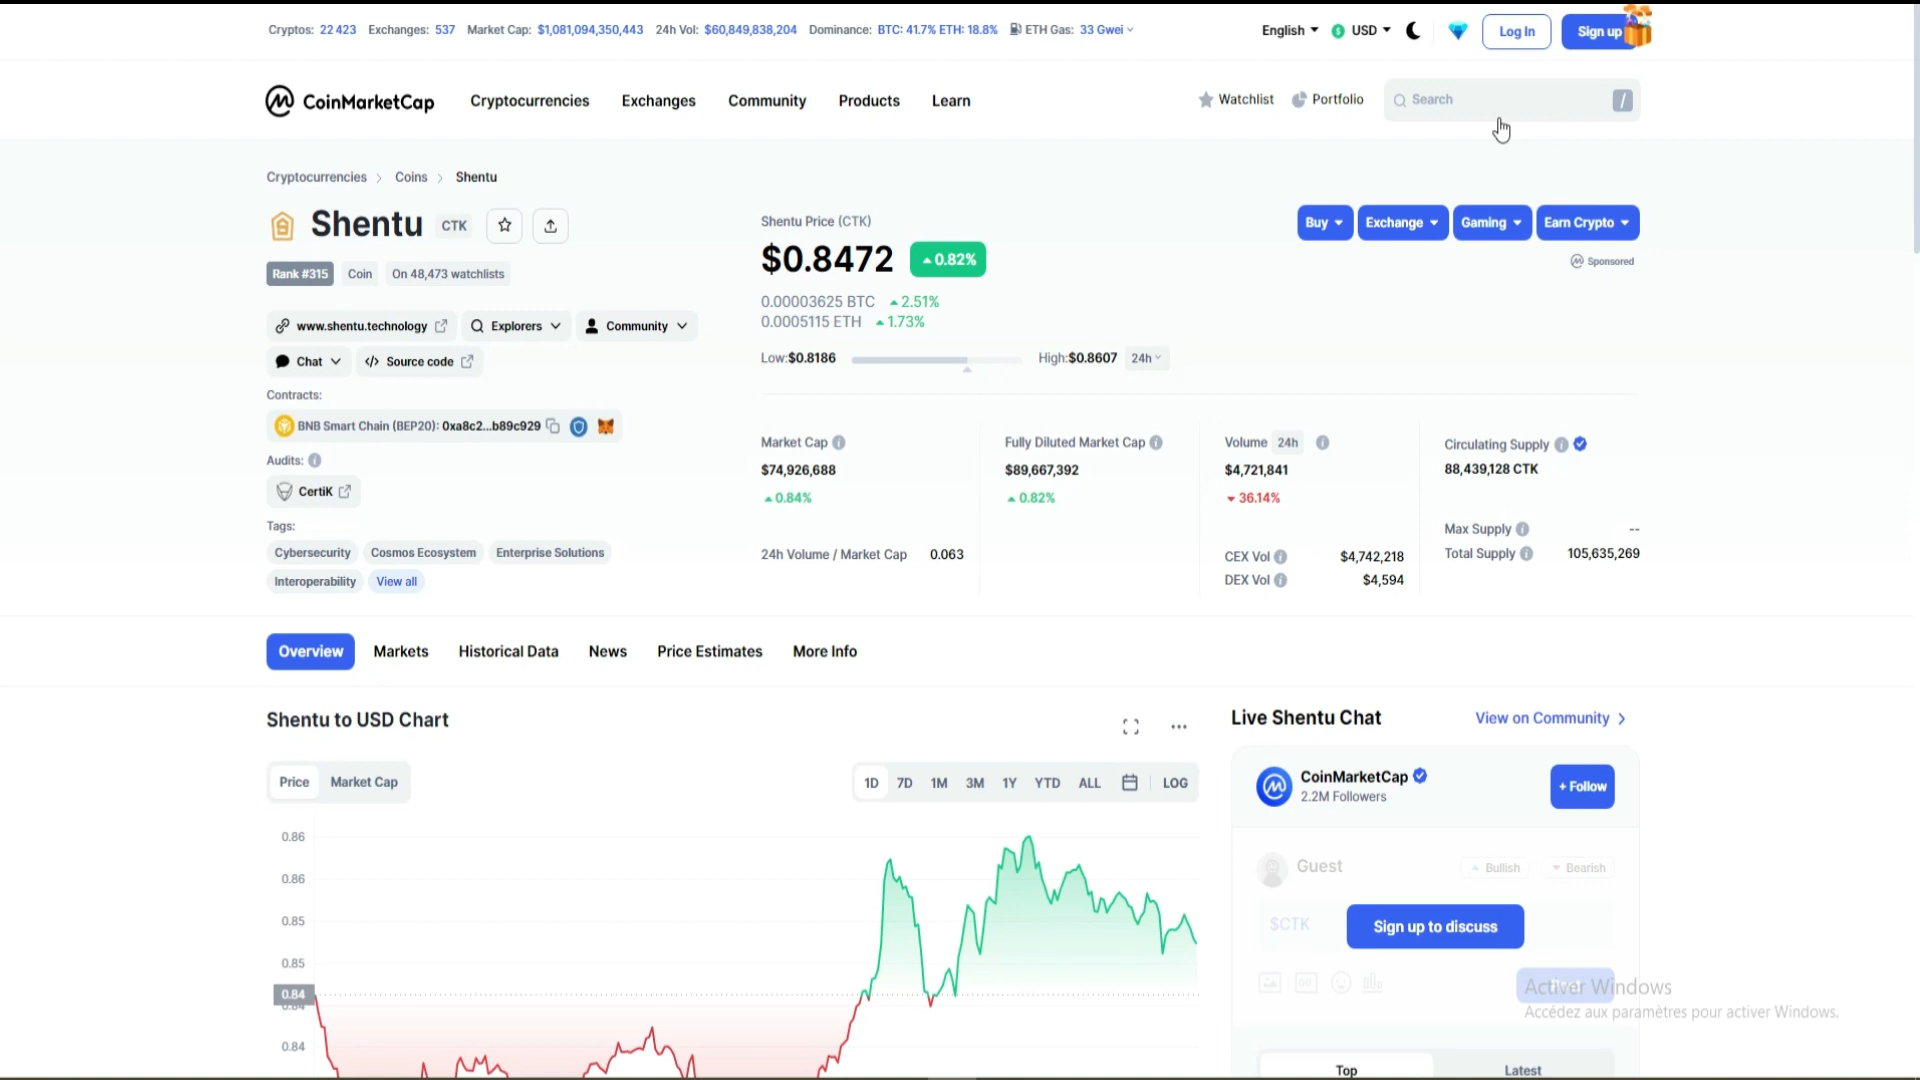 Cryptos: 22 423 Exchanges: 537 Market Cap: $1,081,094,350,443 24h Vol: $60,849,838,204 Dominance: BTC: 41.7% ETH: 18.8% ETH Gas: 33 Gwei
English USD Log In Sign up
CoinMarketCap Cryptocurrencies Exchanges Community Products Learn
Watchlist Portfolio Search /
Cryptocurrencies > Coins > Shentu
Shentu CTK
Rank #315 Coin On 48,473 watchlists
www.shentu.technology Explorers Community
Chat Source code
Contracts:
BNB Smart Chain (BEP20): 0xa8c2...b89c929
Audits:
CertiK
Tags:
Cybersecurity Cosmos Ecosystem Enterprise Solutions
Interoperability View all
Shentu Price (CTK)
$0.8472 0.82%
0.00003625 BTC 2.51%
0.0005115 ETH 1.73%
Low:$0.8186 High:$0.8607 24h
Buy Exchange Gaming Earn Crypto
Sponsored
Market Cap
$74,926,688
0.84%
24h Volume / Market Cap 0.063
Fully Diluted Market Cap
$89,667,392
0.82%
Volume 24h
$4,721,841
36.14%
CEX Vol $4,742,218
DEX Vol $4,594
Circulating Supply
88,439,128 CTK
Max Supply --
Total Supply 105,635,269
Overview Markets Historical Data News Price Estimates More Info
Shentu to USD Chart
Price Market Cap
1D 7D 1M 3M 1Y YTD ALL LOG
0.86
0.86
0.85
0.85
0.84
0.84
Live Shentu Chat View on Community >
CoinMarketCap
2.2M Followers
+ Follow
Guest Bullish Bearish
$CTK Sign up to discuss
Activer Windows
Accédez aux paramètres pour activer Windows.
Top Latest